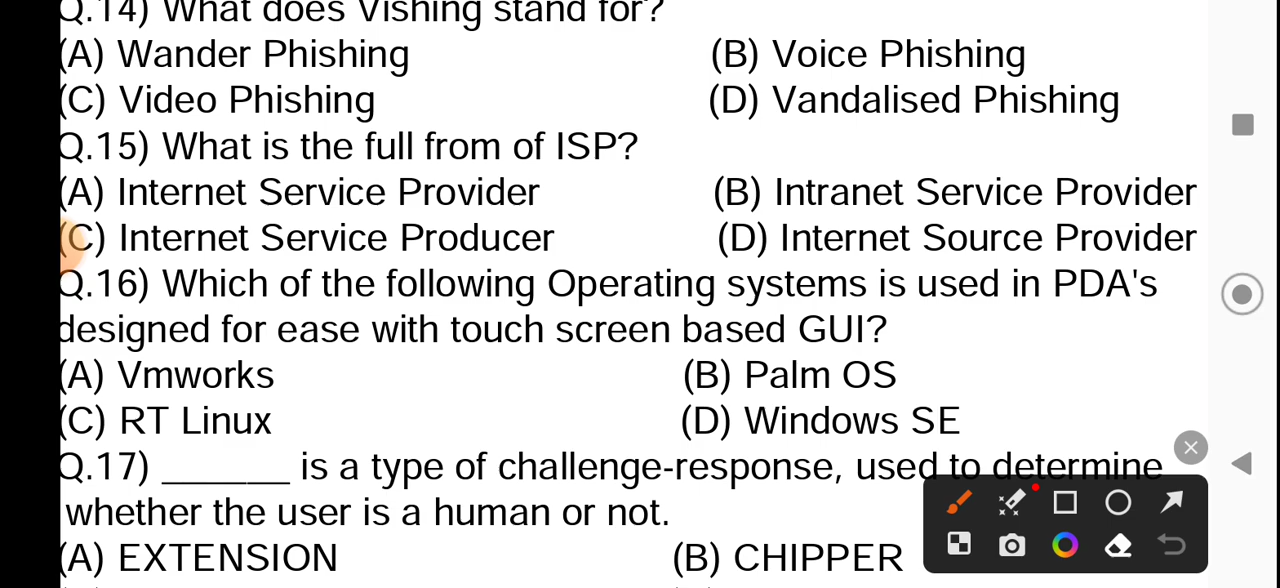 Q.14) What does Vishing stand for?
(A) Wander Phishing (B) Voice Phishing
(C) Video Phishing (D) Vandalised Phishing
Q.15) What is the full from of ISP?
(A) Internet Service Provider (B) Intranet Service Provider
(C) Internet Service Producer (D) Internet Source Provider
Q.16) Which of the following Operating systems is used in PDA's
designed for ease with touch screen based GUI?
(A) Vmworks (B) Palm OS
(C) RT Linux (D) Windows SE
Q.17) _______ is a type of challenge-response, used to determine
whether the user is a human or not.
(A) EXTENSION (B) CHIPPER